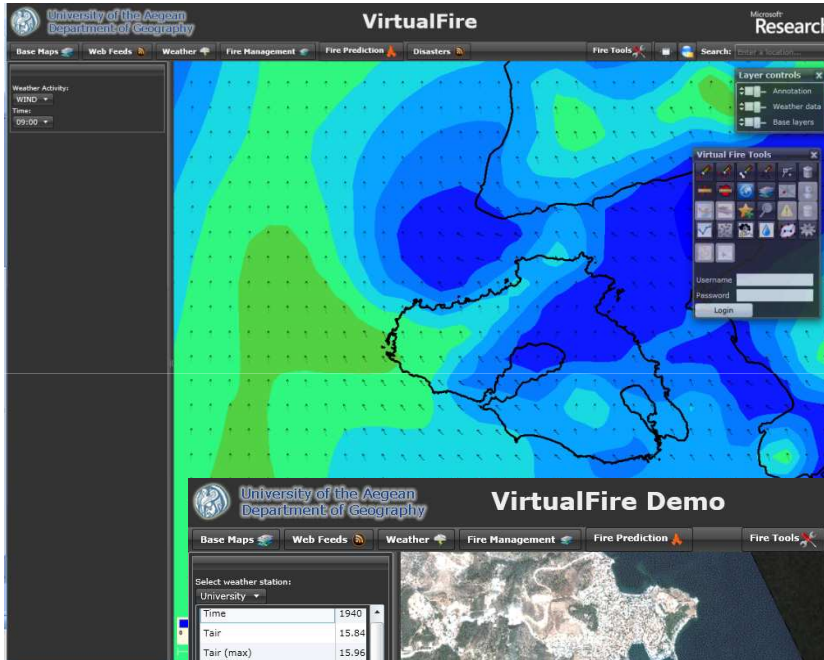 University of the Aegean
Department of Geography
VirtualFire
Microsoft
Research
Base Maps
Web Feeds
Weather
Fire Management
Fire Prediction
Disasters
Fire Tools
Search:
Enter a location...
Weather Activity:
WIND
Time:
09:00
Layer controls X
Annotation
Weather data
Base layers
Virtual Fire Tools X
Username
Password
Login
University of the Aegean
Department of Geography
VirtualFire Demo
Base Maps
Web Feeds
Weather
Fire Management
Fire Prediction
Fire Tools
Select weather station:
University
Time 1940
Tair 15.84
Tair (max) 15.96